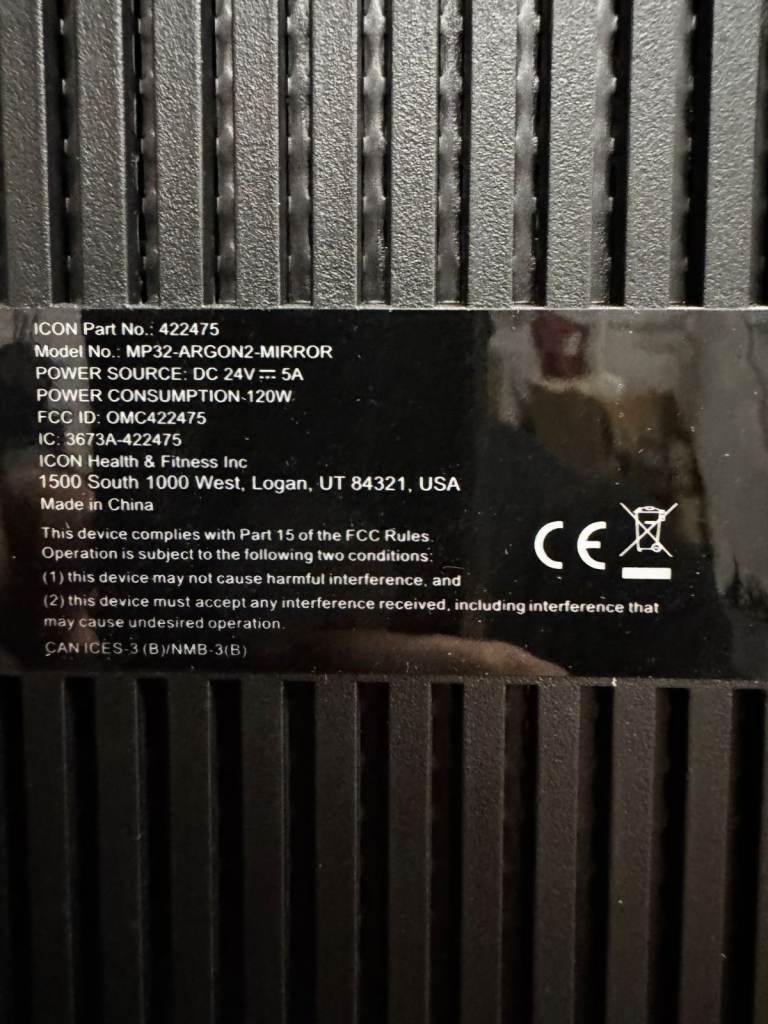 ICON Part No.: 422475
Model No.: MP32-ARGON2-MIRROR
POWER SOURCE: DC 24V ⎓ 5A
POWER CONSUMPTION:120W
FCC ID: OMC422475
IC: 3673A-422475
ICON Health & Fitness Inc
1500 South 1000 West, Logan, UT 84321, USA
Made in China
This device complies with Part 15 of the FCC Rules.
Operation is subject to the following two conditions:
(1) this device may not cause harmful interference, and
(2) this device must accept any interference received, including interference that
may cause undesired operation.
CAN ICES-3 (B)/NMB-3(B)
CE